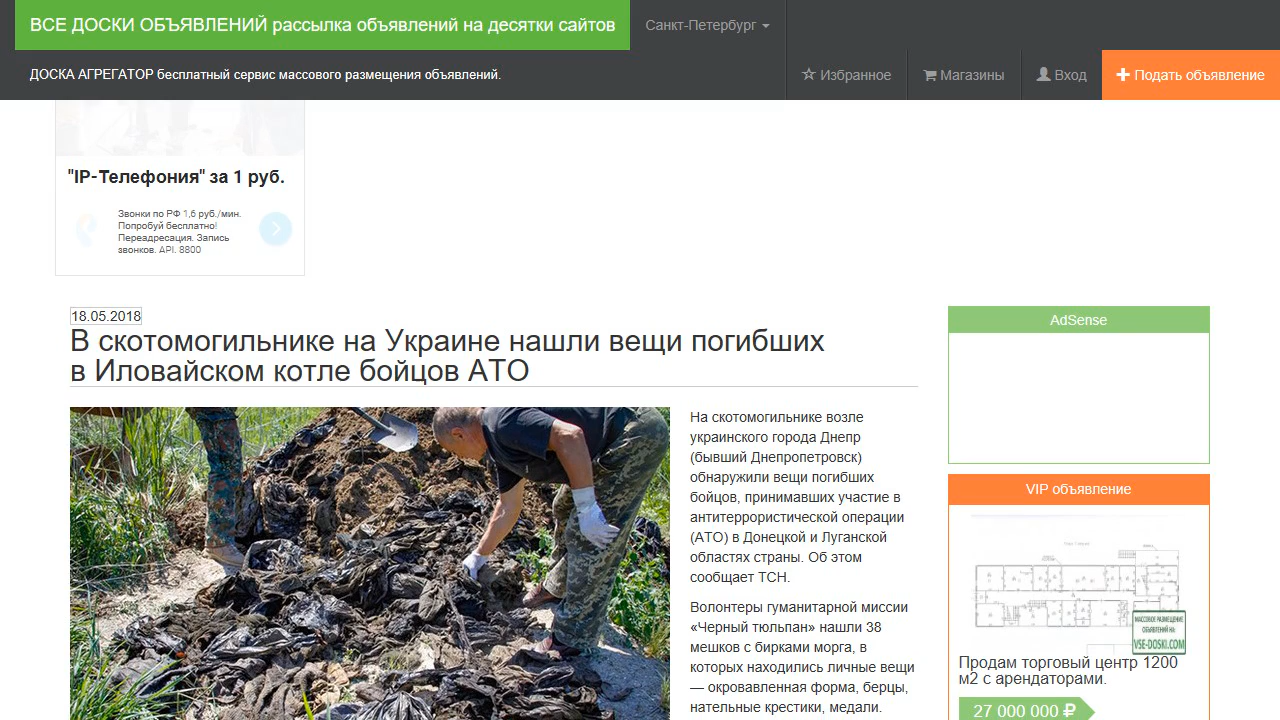 ВСЕ ДОСКИ ОБЪЯВЛЕНИЙ рассылка объявлений на десятки сайтов
Санкт-Петербург
ДОСКА АГРЕГАТОР бесплатный сервис массового размещения объявлений.
Избранное
Магазины
Вход
Подать объявление
"IP-Телефония" за 1 руб.
Звонки по РФ 1,6 руб./мин.
Попробуй бесплатно!
Переадресация. Запись
звонков. API. 8800
18.05.2018
В скотомогильнике на Украине нашли вещи погибших
в Иловайском котле бойцов АТО
На скотомогильнике возле
украинского города Днепр
(бывший Днепропетровск)
обнаружили вещи погибших
бойцов, принимавших участие в
антитеррористической операции
(АТО) в Донецкой и Луганской
областях страны. Об этом
сообщает ТСН.
Волонтеры гуманитарной миссии
«Черный тюльпан» нашли 38
мешков с бирками морга, в
которых находились личные вещи
— окровавленная форма, берцы,
нательные крестики, медали.
AdSense
VIP объявление
МАССОВОЕ РАЗМЕЩЕНИЕ
ОБЪЯВЛЕНИЙ НА
VSE-DOSKI.COM
Продам торговый центр 1200
м2 с арендаторами.
27 000 000 ₽